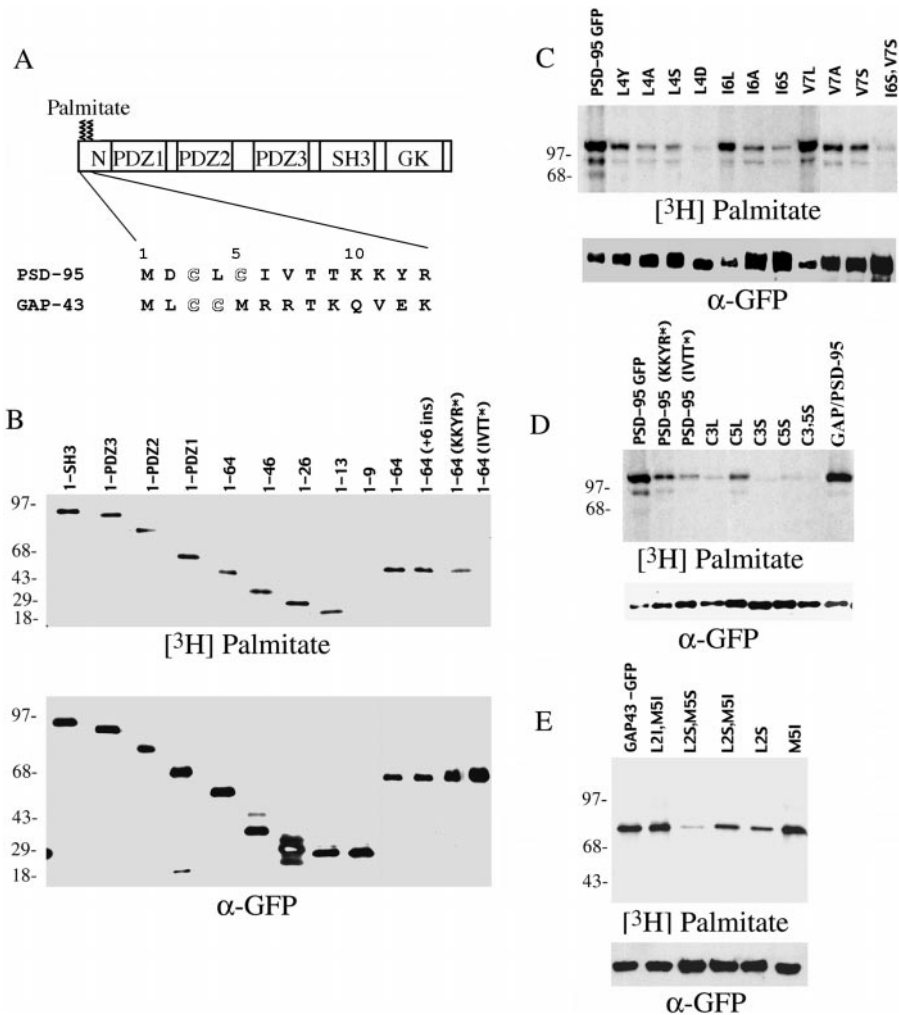 A
Palmitate
N PDZ1 PDZ2 PDZ3 SH3 GK
1 5 10
PSD-95 M D C L C I V T T K K Y R
GAP-43 M L C C M R R T K Q V E K
B
1-SH3
1-PDZ3
1-PDZ2
1-PDZ1
1-64
1-46
1-26
1-13
1-9
1-64
1-64 (+6 ins)
1-64 (KKYR*)
1-64 (IVTT*)
97-
68-
43-
29-
18-
[3H] Palmitate
97-
68-
43-
29-
18-
α-GFP
C
PSD-95 GFP
L4Y
L4A
L4S
L4D
I6L
I6A
I6S
V7L
V7A
V7S
I6S, V7S
97-
68-
[3H] Palmitate
α-GFP
D
PSD-95 GFP
PSD-95 (KKYR*)
PSD-95 (IVTT*)
C3L
C5L
C3S
C5S
C3,5S
GAP/PSD-95
97-
68-
[3H] Palmitate
α-GFP
E
GAP43 -GFP
L2I,M5I
L2S,M5S
L2S,M5I
L2S
M5I
97-
68-
43-
[3H] Palmitate
α-GFP